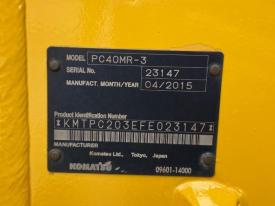 MODEL PC40MR-3
SERIAL No. 23147
MANUFACT. MONTH/YEAR 04/2015
Product Identification Number
*KMTPC203EFE023147*
Komatsu Ltd., Tokyo, Japan
KOMATSU 09601-14000